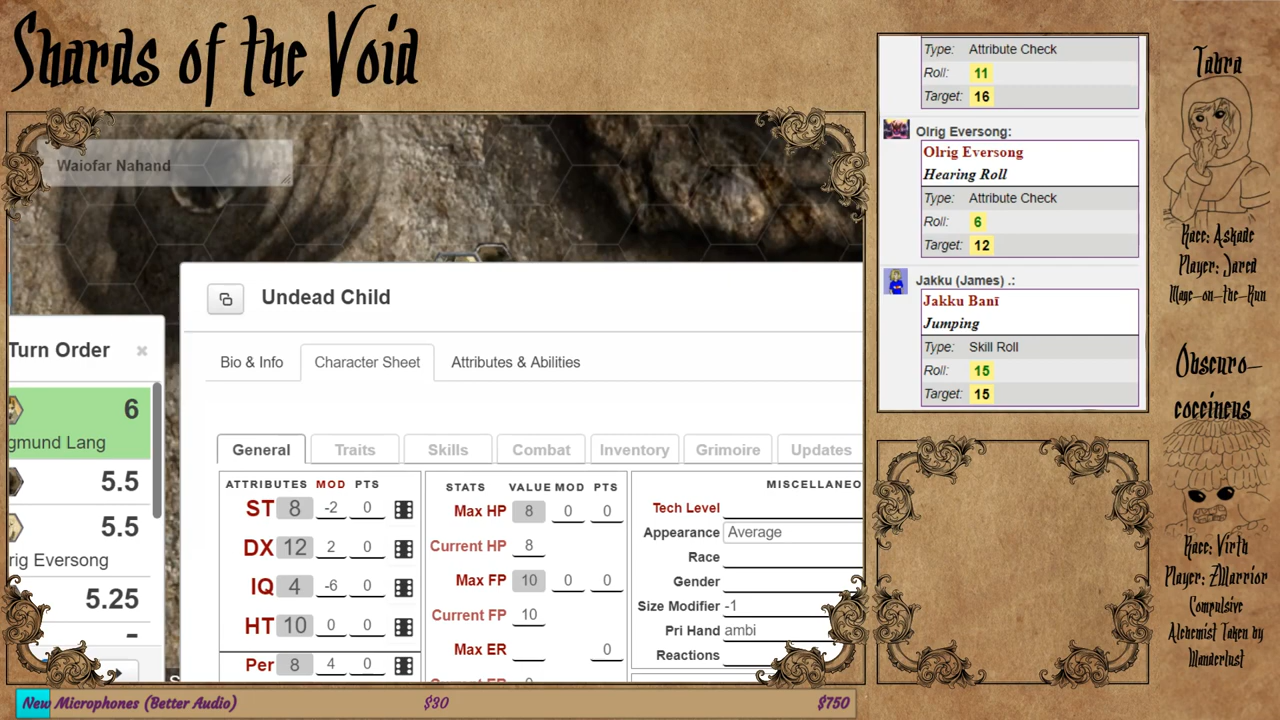 Shards of the Void
Waiofar Nahand
Turn Order
×
6
gmund Lang
5.5
5.5
rig Eversong
5.25
Undead Child
Bio & Info
Character Sheet
Attributes & Abilities
General
Traits
Skills
Combat
Inventory
Grimoire
Updates
ATTRIBUTES MOD PTS
ST 8 -2 0
DX 12 2 0
IQ 4 -6 0
HT 10 0 0
Per 8 4 0
STATS VALUE MOD PTS
Max HP 8 0 0
Current HP 8
Max FP 10 0 0
Current FP 10
Max ER 0
MISCELLANEO
Tech Level
Appearance Average
Race
Gender
Size Modifier -1
Pri Hand ambi
Reactions
Type: Attribute Check
Roll: 11
Target: 16
Olrig Eversong:
Olrig Eversong
Hearing Roll
Type: Attribute Check
Roll: 6
Target: 12
Jakku (James) .:
Jakku Banī
Jumping
Type: Skill Roll
Roll: 15
Target: 15
Tabra
Race: Askade
Player: Jared
Mage-on-the-Run
Obscuro-
coccineus
Race: Virth
Player: ZMarrior
Compulsive
Alchemist Taken by
Wanderlust
New Microphones (Better Audio) $30 $750